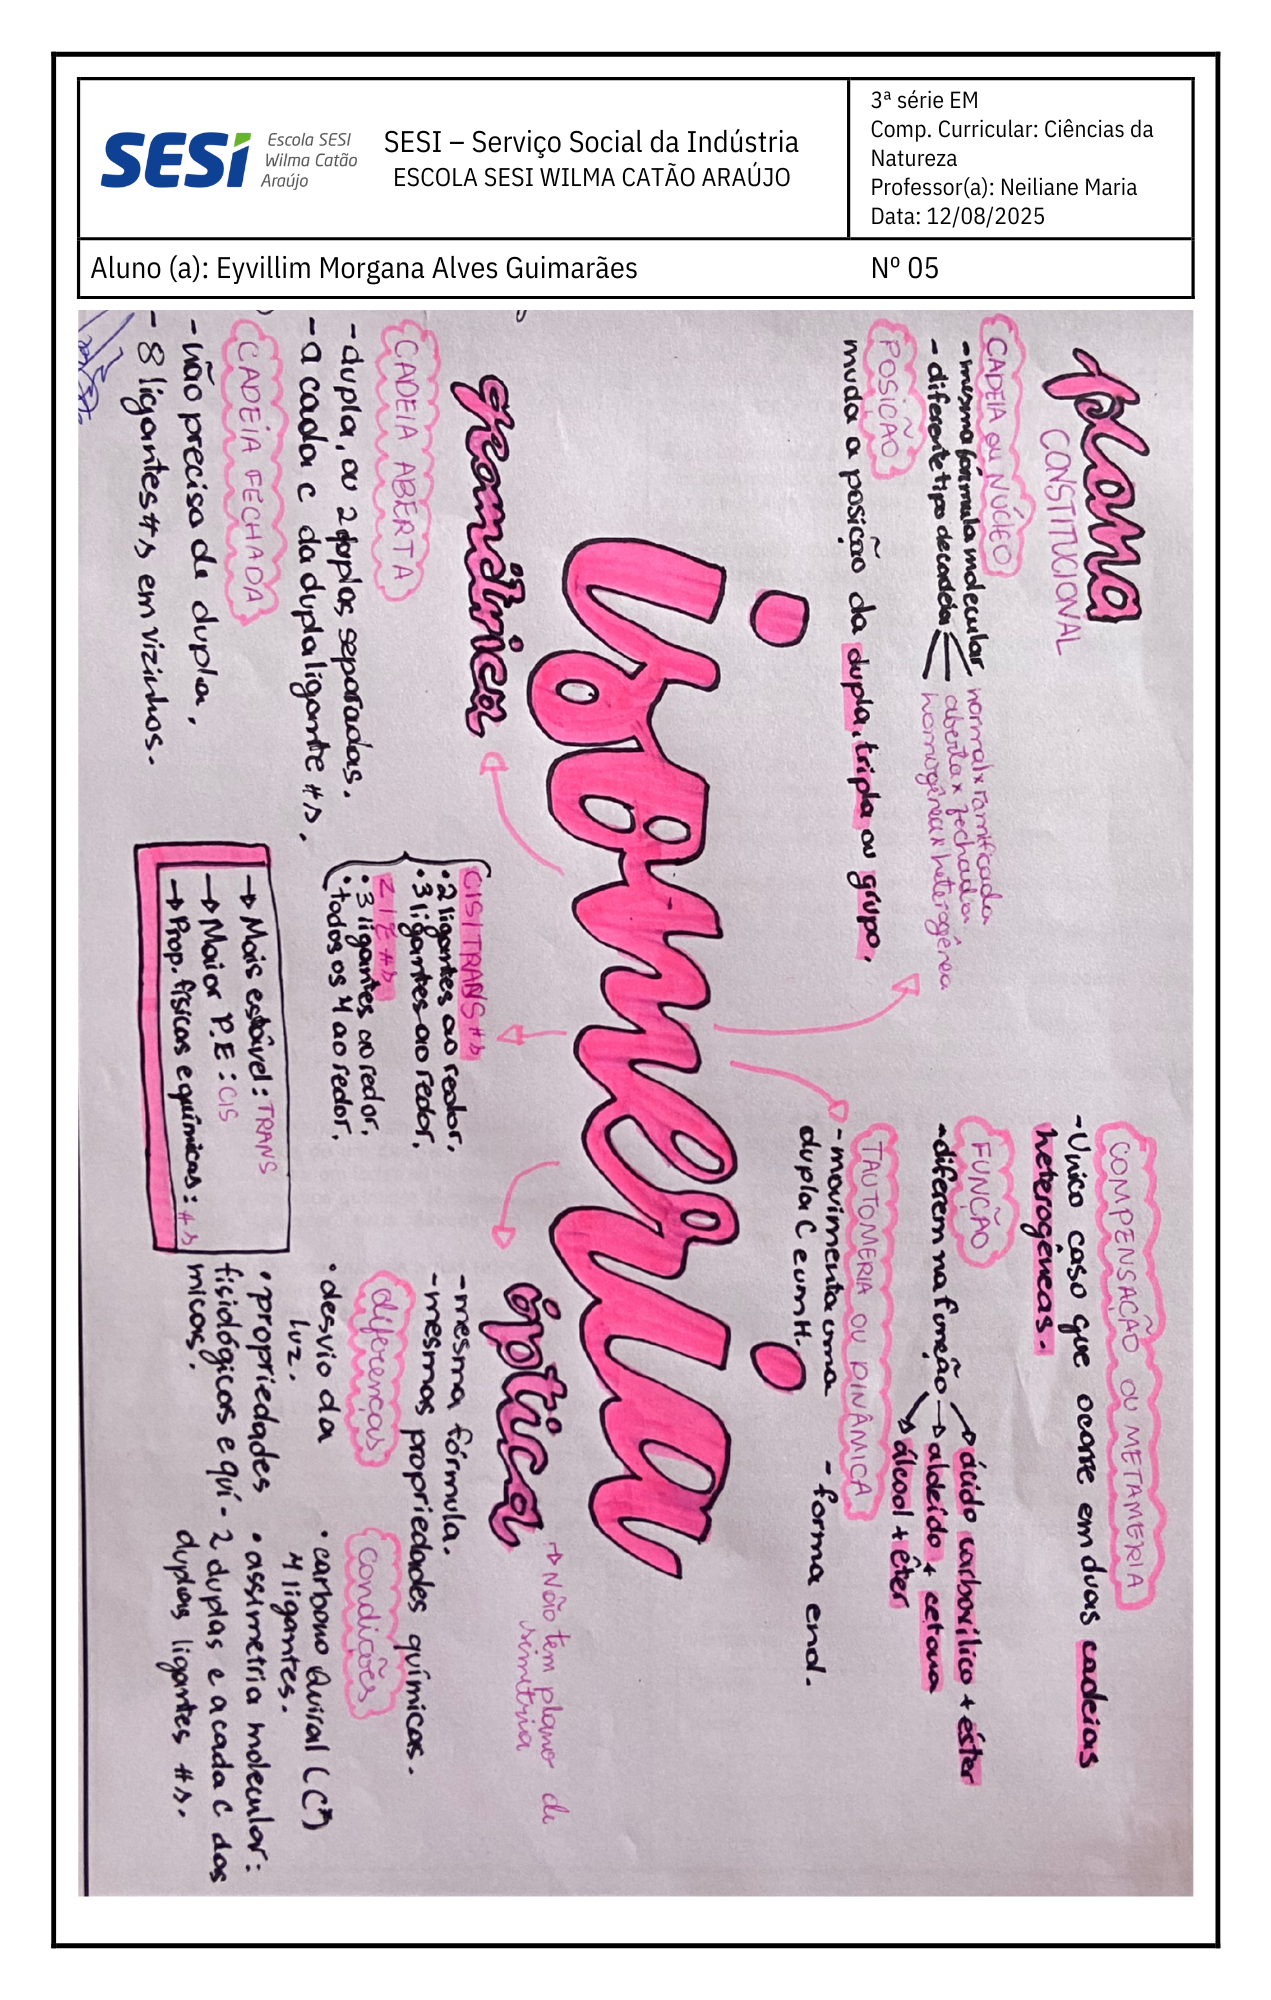 SESI
Escola SESI
Wilma Catão
Araújo
SESI – Serviço Social da Indústria
ESCOLA SESI WILMA CATÃO ARAÚJO
3ª série EM
Comp. Curricular: Ciências da
Natureza
Professor(a): Neiliane Maria
Data: 12/08/2025
Aluno (a): Eyvillim Morgana Alves Guimarães
Nº 05
plana
CONSTITUCIONAL
CADEIA ou NÚCLEO
-mesma fórmula molecular
-diferente tipo de cadeia
normal x ramificada
aberta x fechada
homogênea x heterogênea
POSIÇÃO
muda a posição da dupla, tripla ou grupo.
COMPENSAÇÃO ou METAMERIA
-Único caso que ocorre em duas cadeias
heterogêneas.
FUNÇÃO
-diferem na função
→ ácido carboxílico + éster
→ aldeído + cetona
→ álcool + éter
TAUTOMERIA OU DINÂMICA
-movimenta uma
dupla C e um H.
- forma end.
isomeria
geométrica
CADEIA ABERTA
-dupla, ou 2 duplas separadas.
-a cada C da dupla ligante ≠s.
CADEIA FECHADA
-não precisa de dupla,
- 8 ligantes ≠s em vizinhos.
CIS/TRANS ≠s
•2 ligantes ao redor.
•3 ligantes ao redor.
Z/E ≠s
•3 ligantes ao redor.
•todos os 4 ao redor.
→ Mais estável: TRANS
→ Maior P.E: CIS
→ Prop. físicas e químicas: ≠s
óptica
→ Não tem plano de
simetria
-mesma fórmula.
-mesmas propriedades químicas.
diferenças
•desvio da
luz.
•propriedades
fisiológicos e quí-
micas.
condições
•carbono Quiral (C*)
4 ligantes.
•assimetria molecular:
2 duplas e a cada C dos
duplas ligantes ≠s.